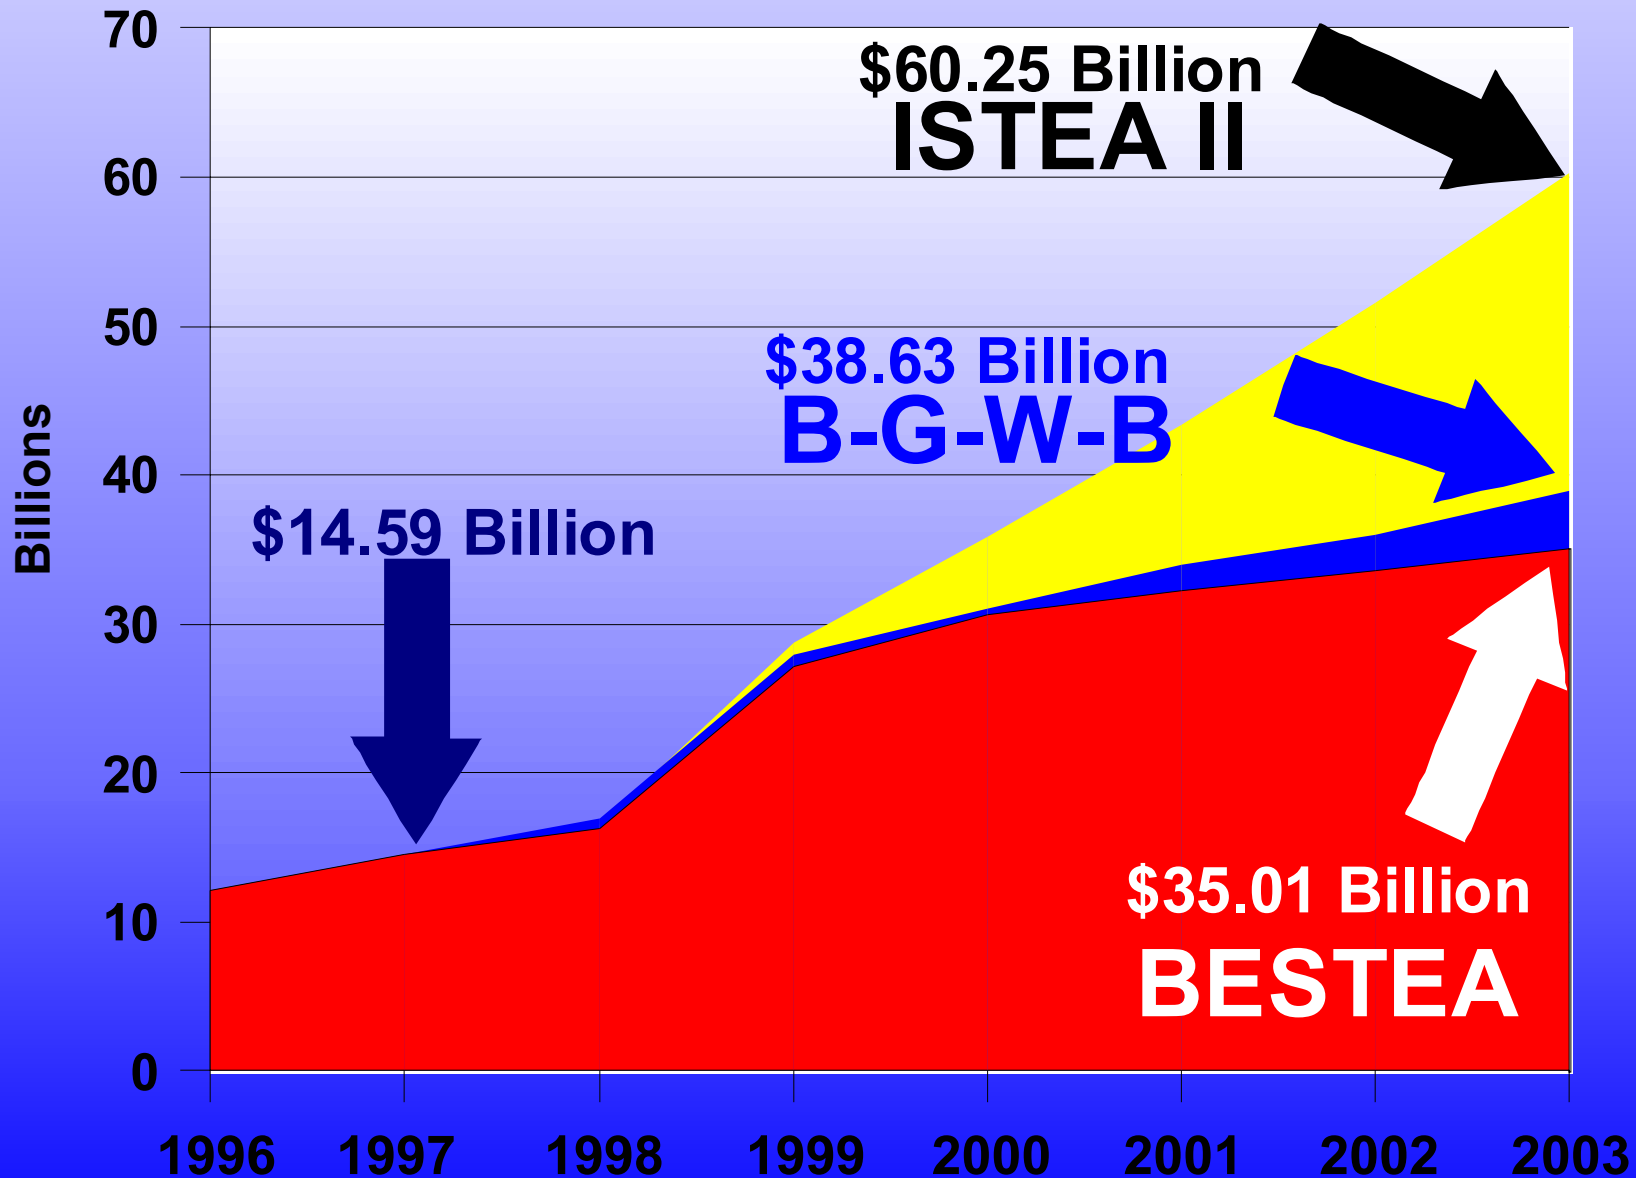 70
60
50
40
30
20
10
0
Billions
$60.25 Billion
ISTEA II
$38.63 Billion
B-G-W-B
$14.59 Billion
$35.01 Billion
BESTEA
1996 1997 1998 1999 2000 2001 2002 2003